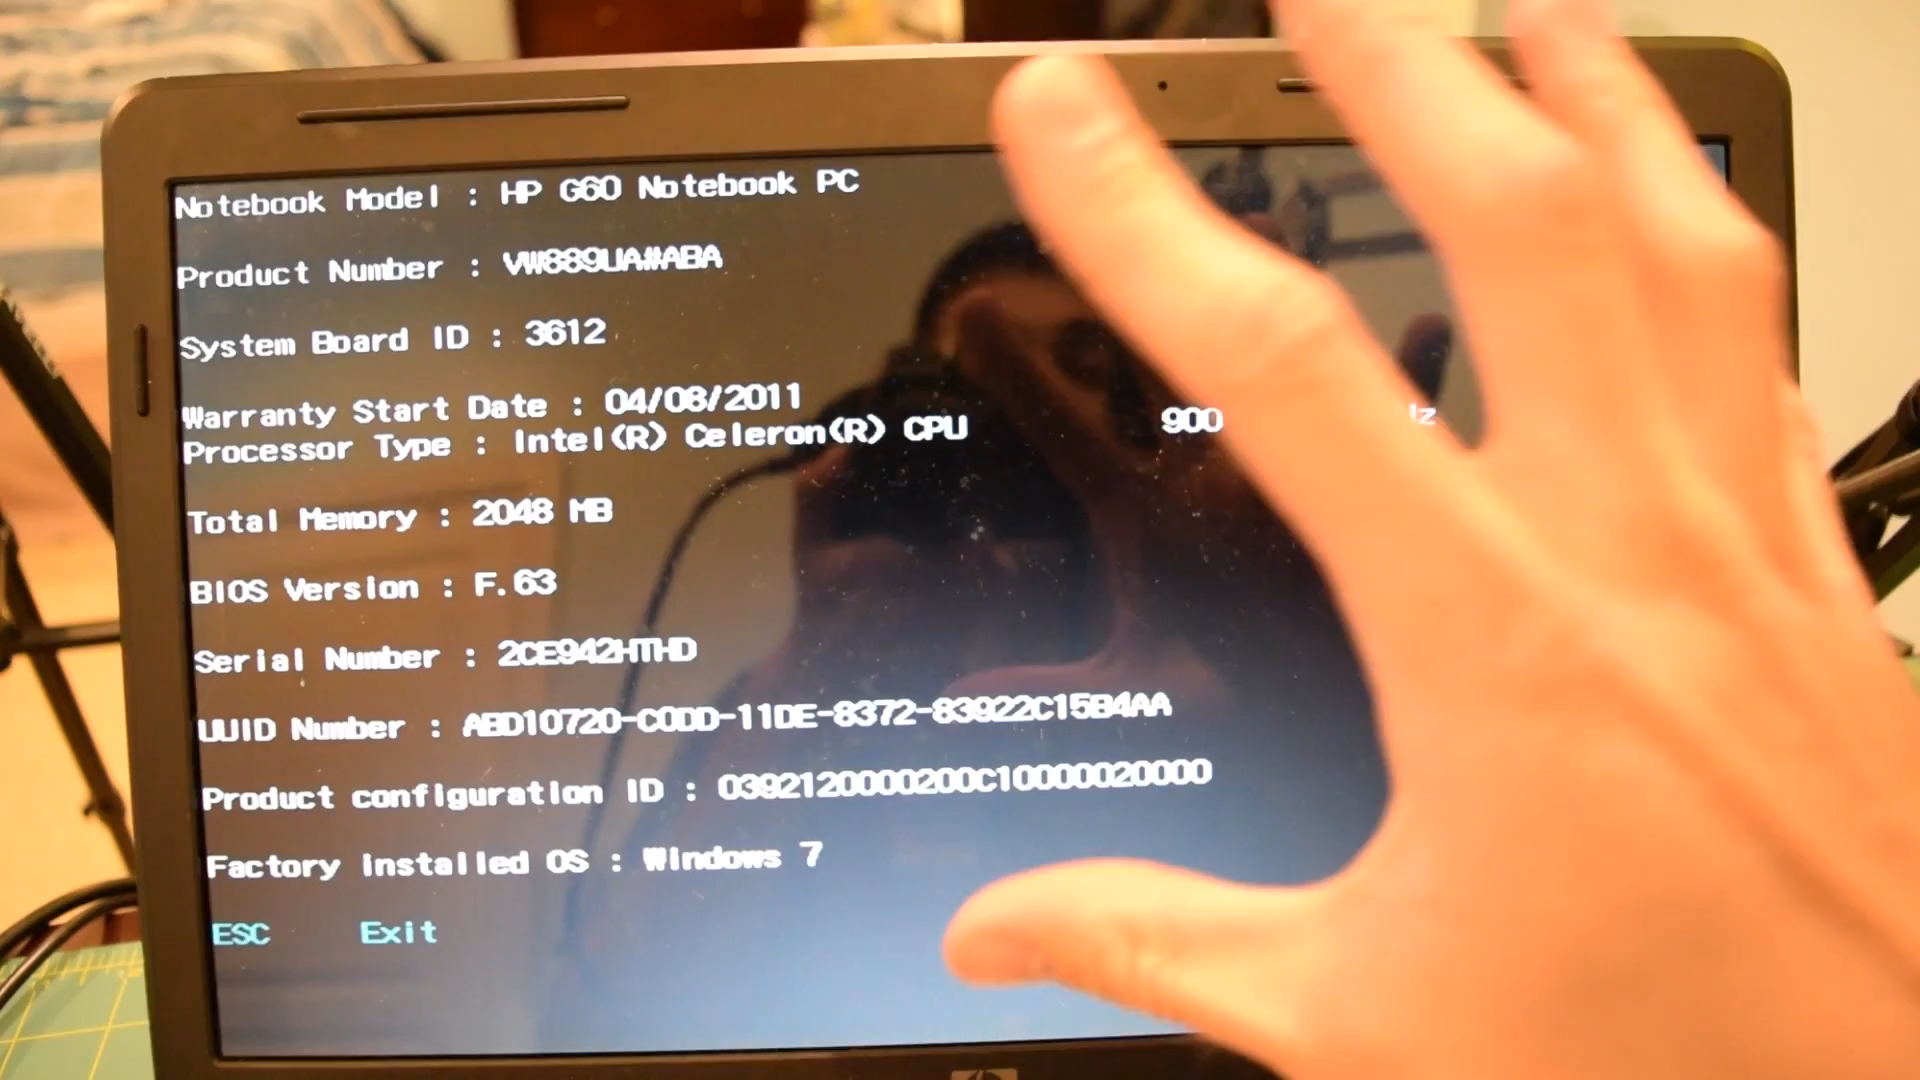 Notebook Model : HP G60 Notebook PC
Product Number : VW889UA#ABA
System Board ID : 3612
Warranty Start Date : 04/08/2011
Processor Type : Intel(R) Celeron(R) CPU 900
Total Memory : 2048 MB
BIOS Version : F.63
Serial Number : 2CE942HTHD
UUID Number : ABD10720-C0DD-11DE-8372-83922C15B4AA
Product configuration ID : 0392120000200C10000020000
Factory installed OS : Windows 7
ESC Exit